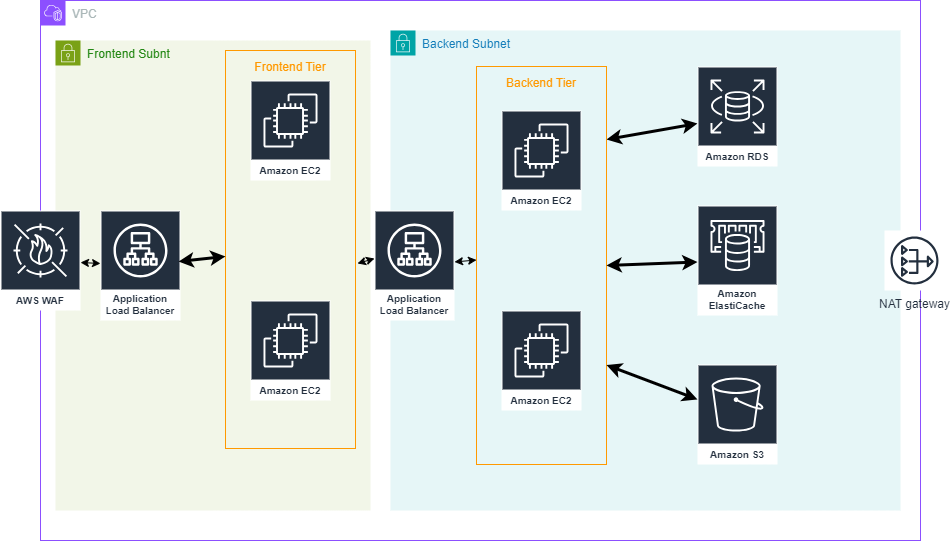 VPC
Frontend Subnt
Frontend Tier
Amazon EC2
Amazon EC2
AWS WAF
Application
Load Balancer
Backend Subnet
Application
Load Balancer
Backend Tier
Amazon EC2
Amazon EC2
Amazon RDS
Amazon
ElastiCache
Amazon S3
NAT gateway